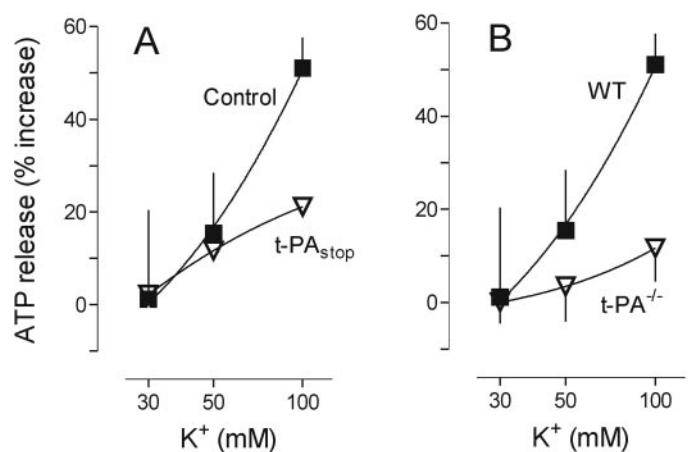 A
B
ATP release (% increase)
60
40
20
0
Control
t-PAstop
30
50
100
K+ (mM)
60
40
20
0
WT
t-PA-/-
30
50
100
K+ (mM)